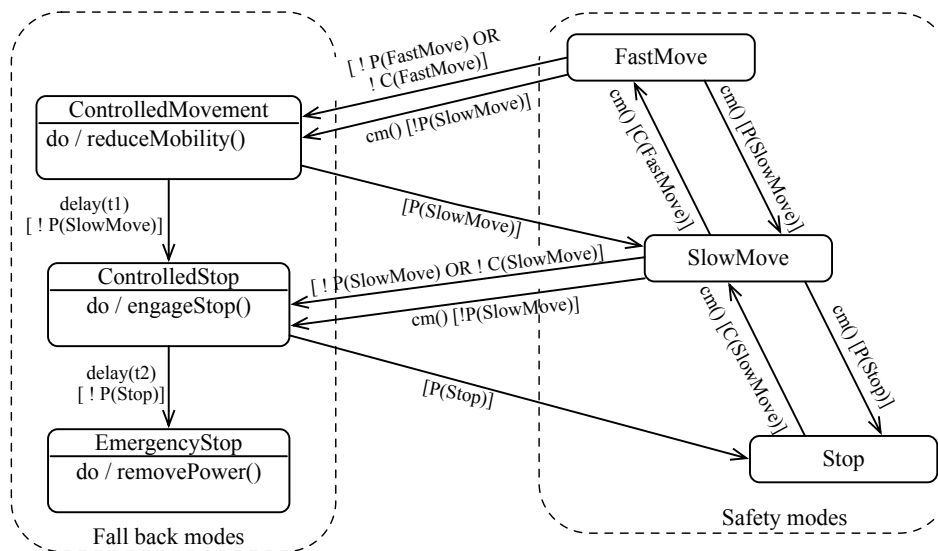 [ ! P(FastMove) OR
! C(FastMove)]
FastMove
ControlledMovement
do / reduceMobility()
cm() [!P(SlowMove)]
cm() [C(FastMove)]
cm() [P(SlowMove)]
delay(t1)
[ ! P(SlowMove)]
[P(SlowMove)]
SlowMove
ControlledStop
do / engageStop()
[ ! P(SlowMove) OR ! C(SlowMove)]
cm() [!P(SlowMove)]
cm() [C(SlowMove)]
cm() [P(Stop)]
delay(t2)
[ ! P(Stop)]
[P(Stop)]
EmergencyStop
do / removePower()
Stop
Fall back modes
Safety modes